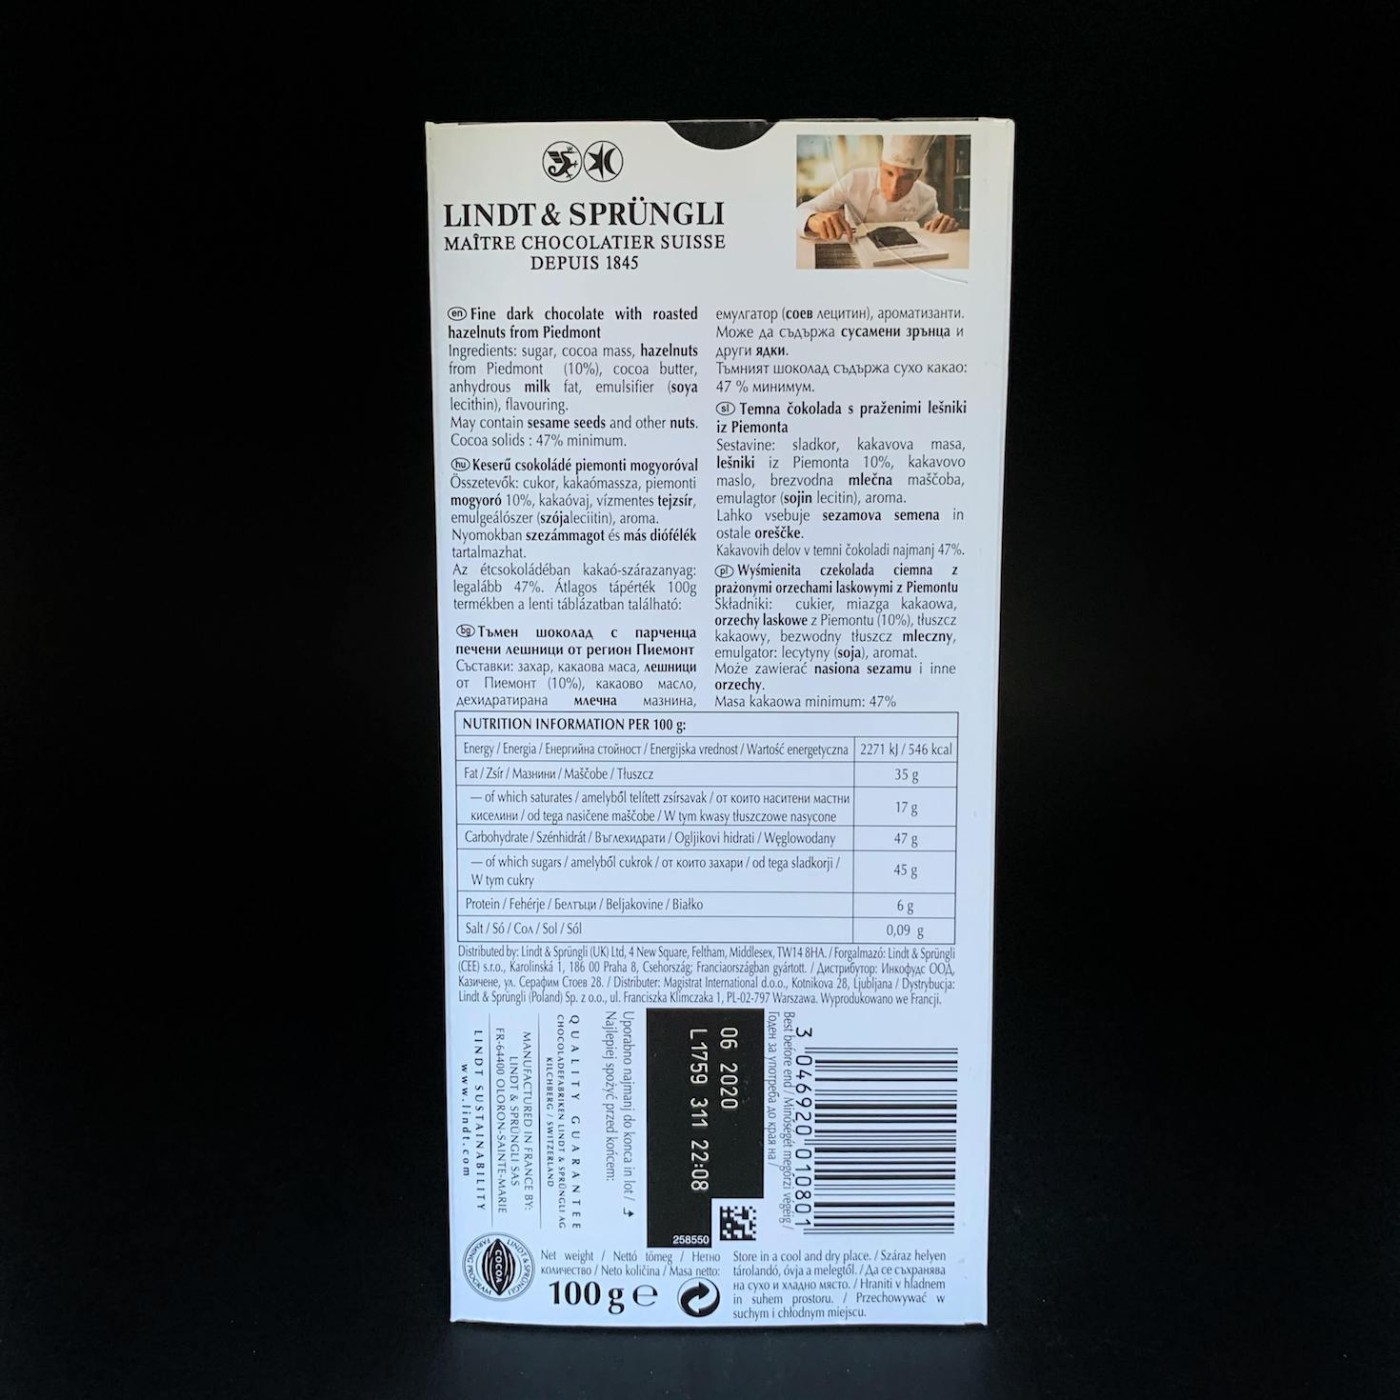 LINDT & SPRÜNGLI
MAÎTRE CHOCOLATIER SUISSE
DEPUIS 1845
en Fine dark chocolate with roasted
hazelnuts from Piedmont
Ingredients: sugar, cocoa mass, hazelnuts
from Piedmont (10%), cocoa butter,
anhydrous milk fat, emulsifier (soya
lecithin), flavouring.
May contain sesame seeds and other nuts.
Cocoa solids : 47% minimum.
hu Keserű csokoládé piemonti mogyoróval
Összetevők: cukor, kakaómassza, piemonti
mogyoró 10%, kakaóvaj, vízmentes tejzsír,
emulgeálószer (szójaleciitin), aroma.
Nyomokban szezámmagot és más diófélék
tartalmazhat.
Az étcsokoládéban kakaó-szárazanyag:
legalább 47%. Átlagos tápérték 100g
termékben a lenti táblázatban található:
bg Тъмен шоколад с парченца
печени лешници от регион Пиемонт
Съставки: захар, какаова маса, лешници
от Пиемонт (10%), какаово масло,
дехидратирана млечна мазнина,
емулгатор (соев лецитин), ароматизанти.
Може да съдържа сусамени зрънца и
други ядки.
Тъмният шоколад съдържа сухо какао:
47 % минимум.
sl Temna čokolada s praženimi lešniki
iz Piemonta
Sestavine: sladkor, kakavova masa,
lešniki iz Piemonta 10%, kakavovo
maslo, brezvodna mlečna maščoba,
emulagtor (sojin lecitin), aroma.
Lahko vsebuje sezamova semena in
ostale oreščke.
Kakavovih delov v temni čokoladi najmanj 47%.
pl Wyśmienita czekolada ciemna z
prażonymi orzechami laskowymi z Piemontu
Składniki: cukier, miazga kakaowa,
orzechy laskowe z Piemontu (10%), tłuszcz
kakaowy, bezwodny tłuszcz mleczny,
emulgator: lecytyny (soja), aromat.
Może zawierać nasiona sezamu i inne
orzechy.
Masa kakaowa minimum: 47%
NUTRITION INFORMATION PER 100 g:
Energy / Energia / Енергийна стойност / Energijska vrednost / Wartość energetyczna 2271 kJ / 546 kcal
Fat / Zsír / Мазнини / Maščobe / Tłuszcz 35 g
— of which saturates / amelyből telített zsírsavak / от които наситени мастни
киселини / od tega nasičene maščobe / W tym kwasy tłuszczowe nasycone 17 g
Carbohydrate / Szénhidrát / Въглехидрати / Ogljikovi hidrati / Węglowodany 47 g
— of which sugars / amelyből cukrok / от които захари / od tega sladkorji /
W tym cukry 45 g
Protein / Fehérje / Белтъци / Beljakovine / Białko 6 g
Salt / Só / Сол / Sol / Sól 0,09 g
Distributed by: Lindt & Sprüngli (UK) Ltd, 4 New Square, Feltham, Middlesex, TW14 8HA. / Forgalmazó: Lindt & Sprüngli
(CEE) s.r.o., Karolinská 1, 186 00 Praha 8, Csehország; Franciaországban gyártott. / Дистрибутор: Инкофудс ООД,
Казичене, ул. Серафим Стоев 28. / Distributer: Magistrat International d.o.o., Kotnikova 28, Ljubljana / Dystrybucja:
Lindt & Sprüngli (Poland) Sp. z o.o., ul. Franciszka Klimczaka 1, PL-02-797 Warszawa. Wyprodukowano we Francji.
3 046920 010801
Best before end / Minőségét megőrzi végéig /
Годен за употреба до края на /
06 2020
L1759 311 22:08
258550
Uporabno najmanj do konca in lot /
Najlepiej spożyć przed końcem:
QUALITY GUARANTEE
CHOCOLADEFABRIKEN LINDT & SPRÜNGLI AG
KILCHBERG / SWITZERLAND
MANUFACTURED IN FRANCE BY:
LINDT & SPRÜNGLI SAS
FR-64400 OLORON-SAINTE-MARIE
LINDT SUSTAINABILITY
www.lindt.com
LINDT & SPRÜNGLI
COCOA
FARMING PROGRAM
Net weight / Nettó tömeg / Нетно
количество / Neto količina / Masa netto:
100 g e
Store in a cool and dry place. / Száraz helyen
tárolandó, óvja a melegtől. / Да се съхранява
на сухо и хладно място. / Hraniti v hladnem
in suhem prostoru. / Przechowywać w
suchym i chłodnym miejscu.